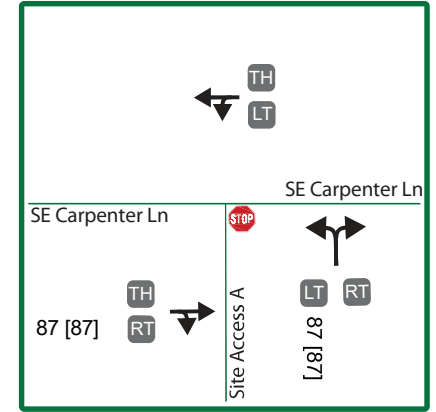 TH
LT
SE Carpenter Ln
SE Carpenter Ln
STOP
TH
87 [87] RT
Site Access A
LT RT
87 [87]